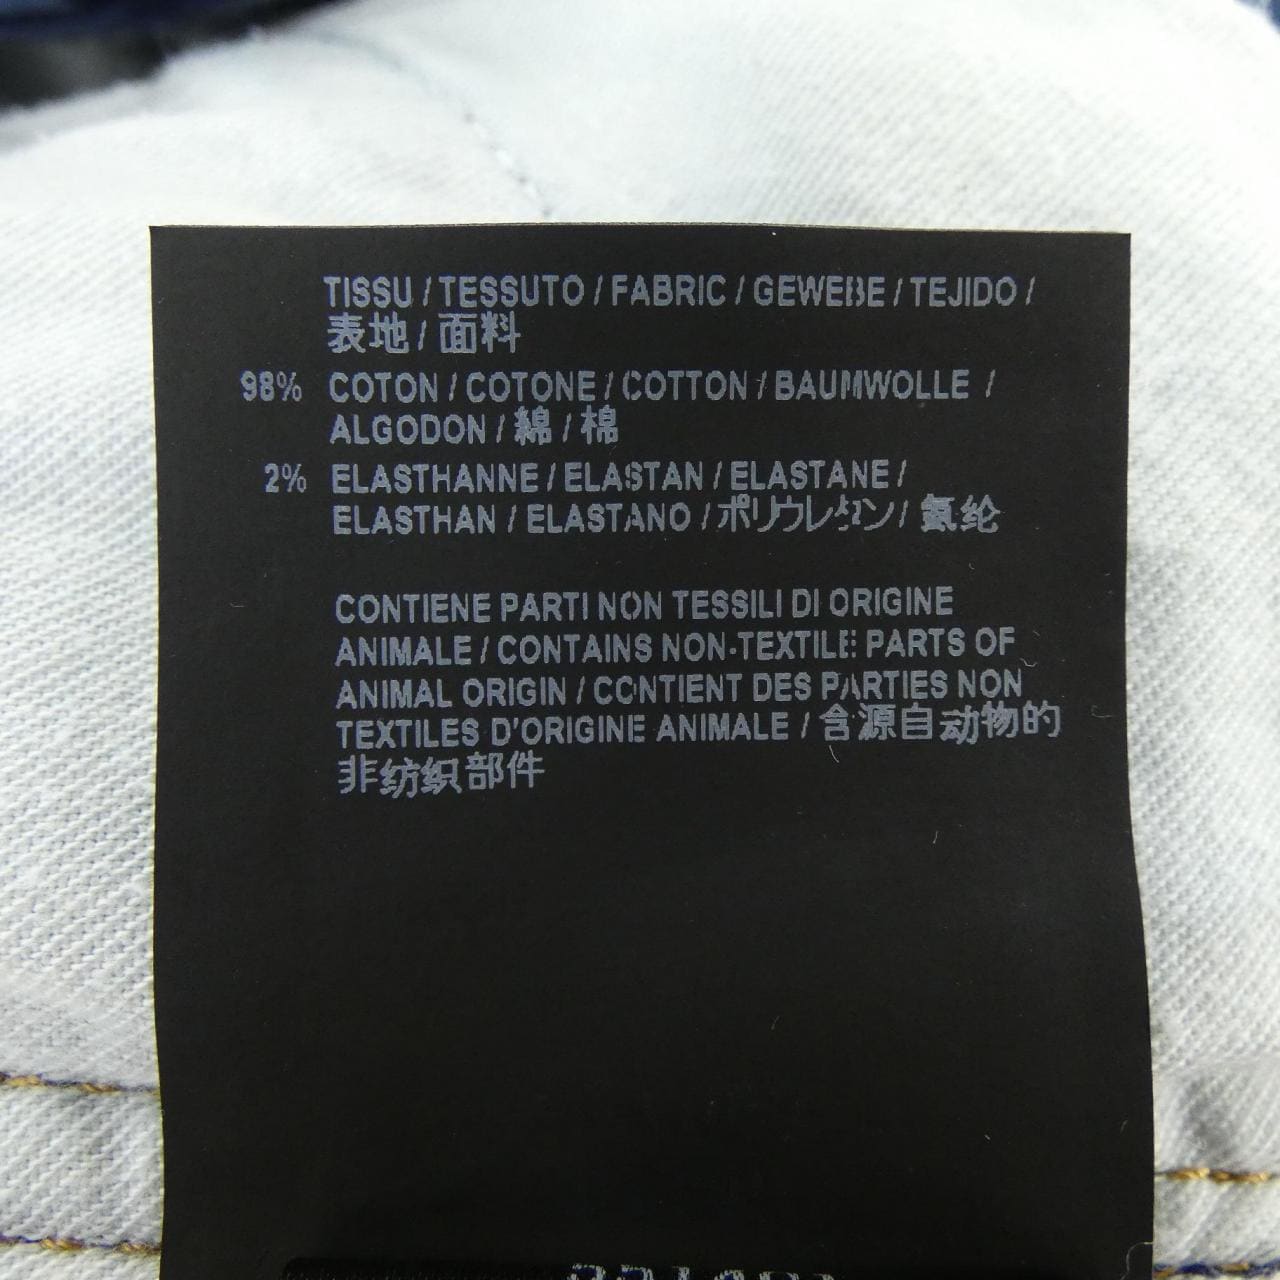 TISSU / TESSUTO / FABRIC / GEWEBE / TEJIDO /
表地 / 面料
98% COTON / COTONE / COTTON / BAUMWOLLE /
ALGODON / 綿 / 棉
2% ELASTHANNE / ELASTAN / ELASTANE /
ELASTHAN / ELASTANO / ポリウレタン / 氨纶
CONTIENE PARTI NON TESSILI DI ORIGINE
ANIMALE / CONTAINS NON-TEXTILE PARTS OF
ANIMAL ORIGIN / CONTIENT DES PARTIES NON
TEXTILES D'ORIGINE ANIMALE / 含源自动物的
非纺织部件